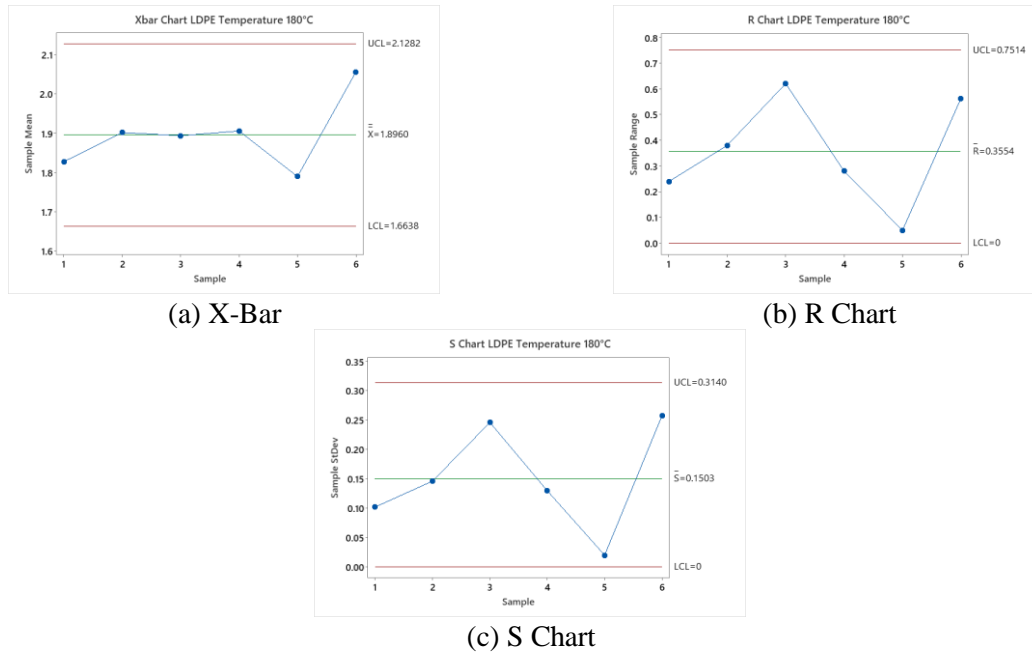 Xbar Chart LDPE Temperature 180°C
Sample Mean
2.1
2.0
1.9
1.8
1.7
1.6
UCL=2.1282
X̿=1.8960
LCL=1.6638
1 2 3 4 5 6
Sample
(a) X-Bar
R Chart LDPE Temperature 180°C
Sample Range
0.8
0.7
0.6
0.5
0.4
0.3
0.2
0.1
0.0
UCL=0.7514
R̄=0.3554
LCL=0
1 2 3 4 5 6
Sample
(b) R Chart
S Chart LDPE Temperature 180°C
Sample StDev
0.35
0.30
0.25
0.20
0.15
0.10
0.05
0.00
UCL=0.3140
S̄=0.1503
LCL=0
1 2 3 4 5 6
Sample
(c) S Chart